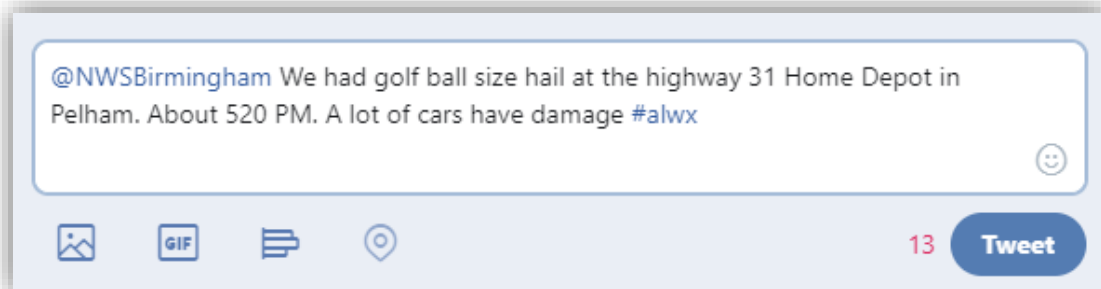 @NWSBirmingham We had golf ball size hail at the highway 31 Home Depot in
Pelham. About 520 PM. A lot of cars have damage #alwx
GIF
13 Tweet